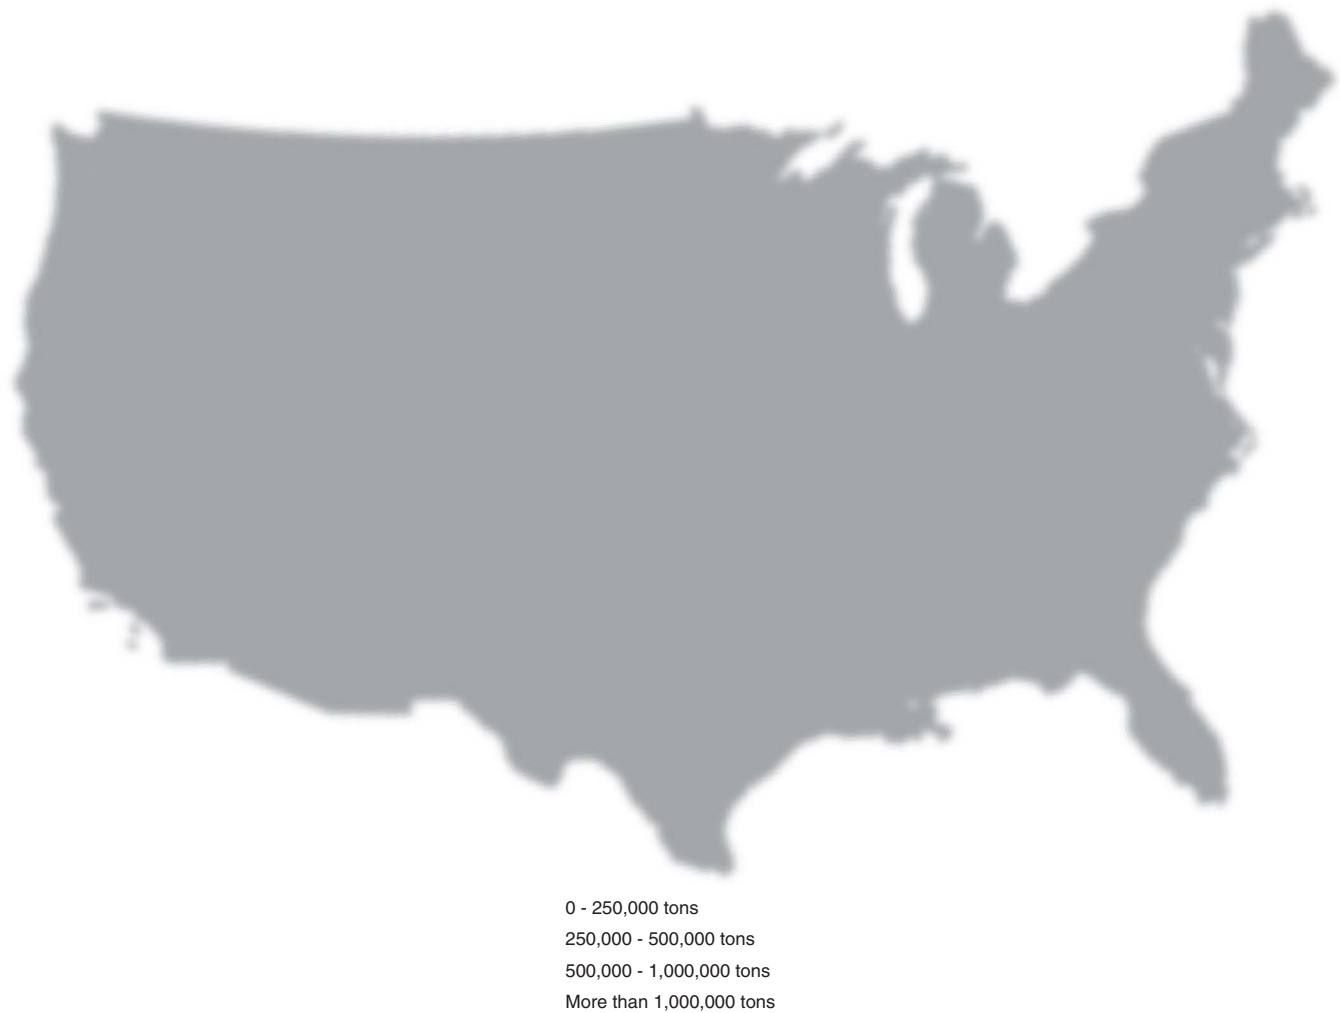 0 - 250,000 tons
250,000 - 500,000 tons
500,000 - 1,000,000 tons
More than 1,000,000 tons